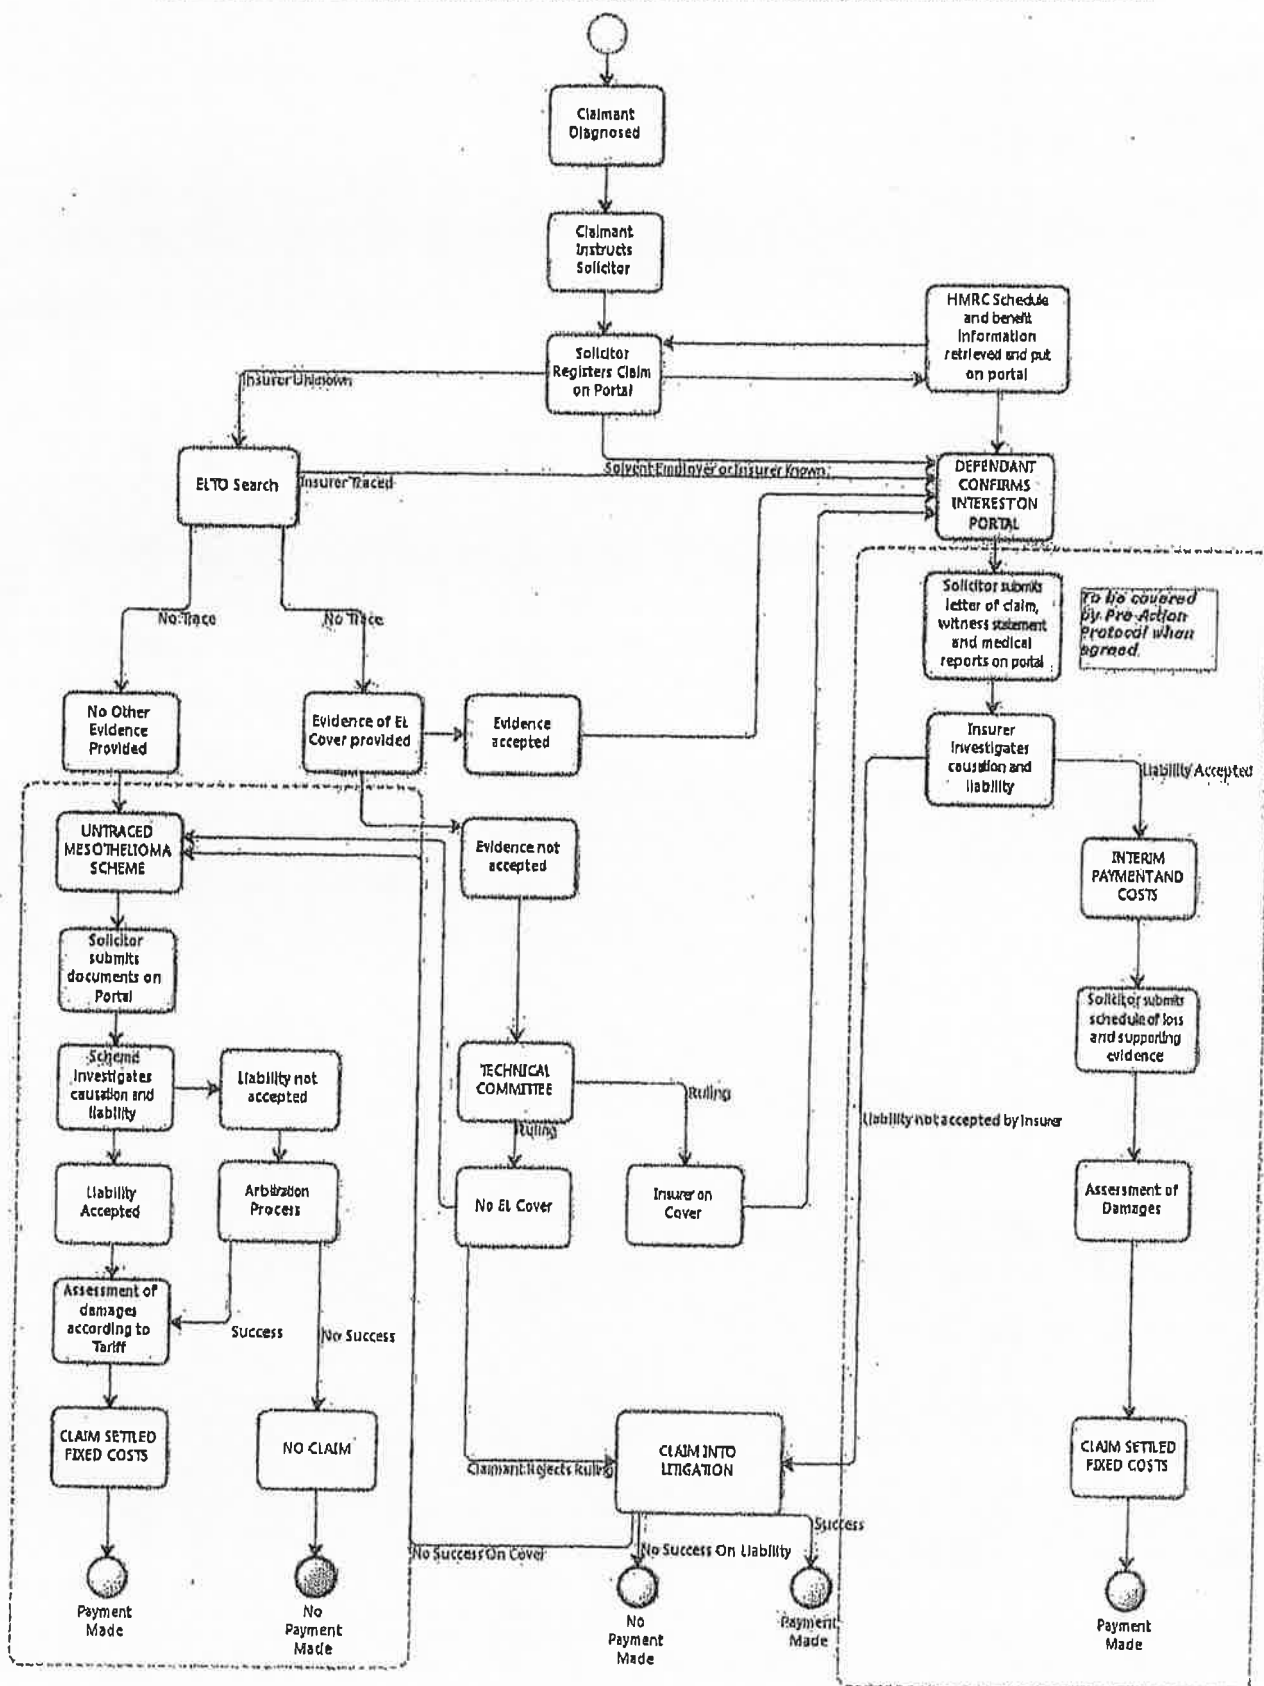 Claimant
Diagnosed
Claimant
Instructs
Solicitor
HMRC Schedule
and benefit
information
retrieved and put
on portal
Solicitor
Registers Claim
on Portal
Insurer Unknown
ELTO Search
Insurer Traced
Solvent Employer or Insurer Known
DEFENDANT
CONFIRMS
INTEREST ON
PORTAL
No Trace
No Trace
Solicitor submits
letter of claim,
witness statement
and medical
reports on portal
To be covered
by Pre-Action
Protocal when
agreed.
No Other
Evidence
Provided
Evidence of EL
Cover provided
Evidence
accepted
Insurer
investigates
causation and
liability
Liability Accepted
UNTRACED
MESOTHELIOMA
SCHEME
Evidence not
accepted
INTERIM
PAYMENT AND
COSTS
Solicitor
submits
documents on
Portal
Solicitor submits
schedule of loss
and supporting
evidence
Scheme
investigates
causation and
liability
Liability not
accepted
TECHNICAL
COMMITTEE
Ruling
Ruling
Liability not accepted by Insurer
Liability
Accepted
Arbitration
Process
No EL Cover
Insurer on
Cover
Assessment of
Damages
Assessment of
damages
according to
Tariff
Success
No Success
CLAIM SETTLED
FIXED COSTS
NO CLAIM
Claimant Rejects Ruling
CLAIM INTO
LITIGATION
CLAIM SETTLED
FIXED COSTS
No Success On Cover
No Success On Liability
Success
Payment
Made
No
Payment
Made
No
Payment
Made
Payment
Made
Payment
Made